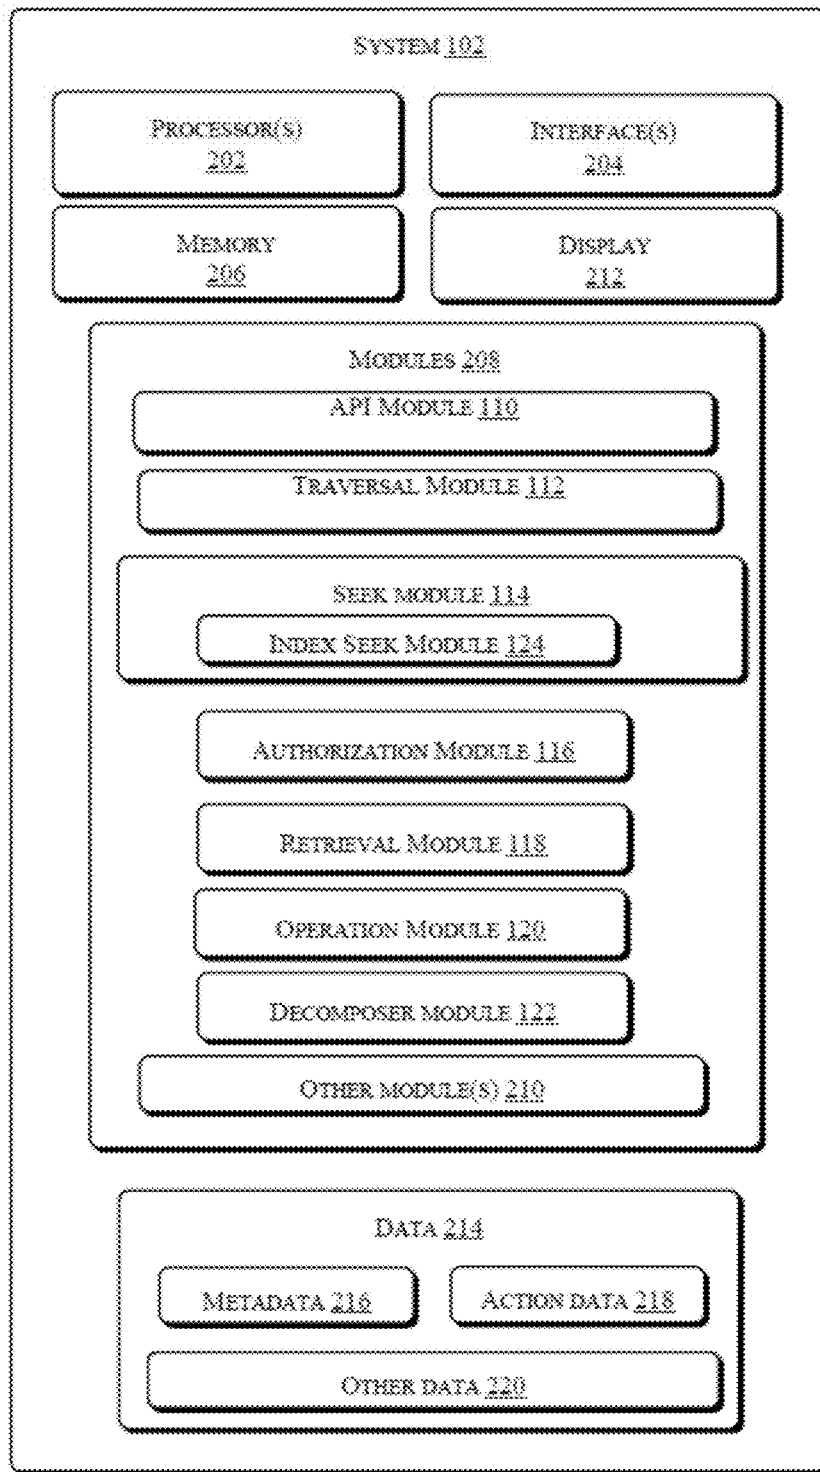 SYSTEM 102
PROCESSOR(S)
202
INTERFACE(S)
204
MEMORY
206
DISPLAY
212
MODULES 208
API MODULE 110
TRAVERSAL MODULE 112
SEEK MODULE 114
INDEX SEEK MODULE 124
AUTHORIZATION MODULE 116
RETRIEVAL MODULE 118
OPERATION MODULE 120
DECOMPOSER MODULE 122
OTHER MODULE(S) 210
DATA 214
METADATA 216
ACTION DATA 218
OTHER DATA 220